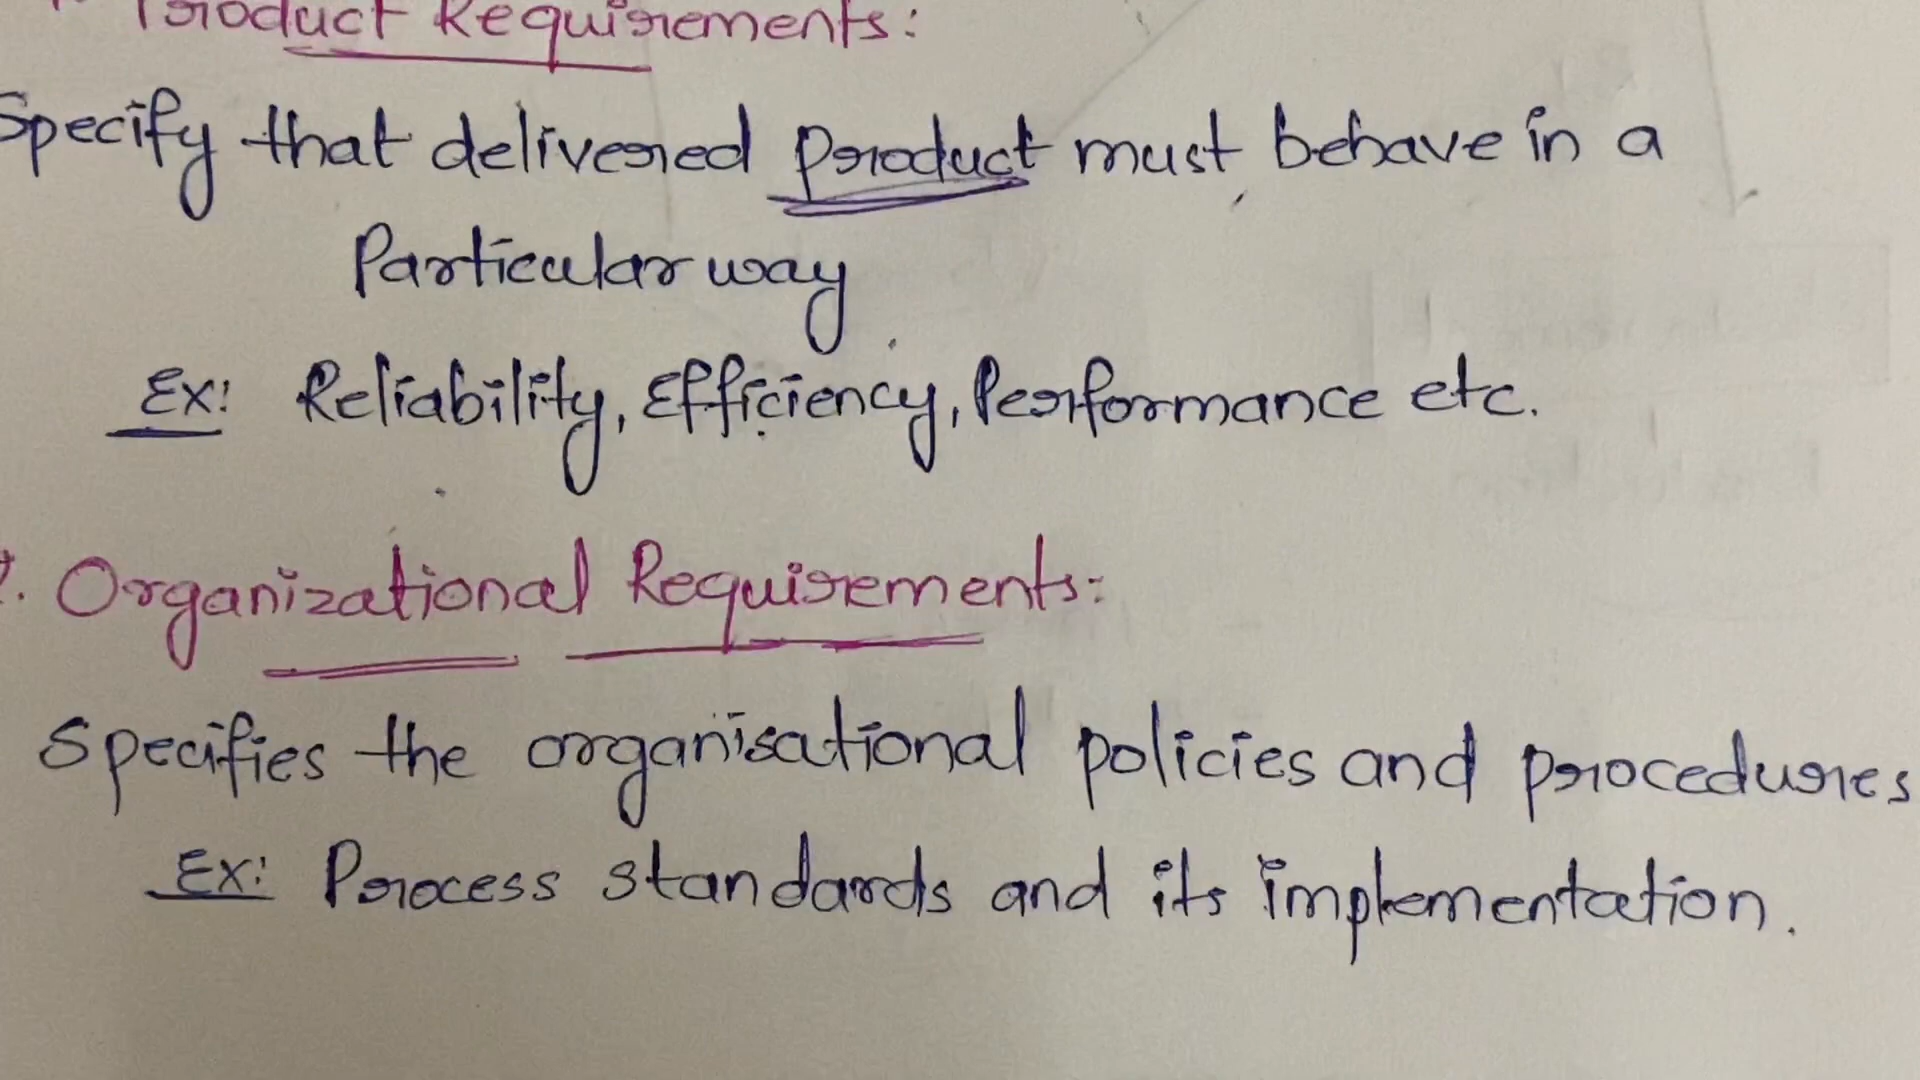 Product Requirements:
Specify that delivered product must behave in a
Particular way
Ex: Reliability, Efficiency, Performance etc.
2. Organizational Requirements:
Specifies the organisational policies and procedures
Ex: Process standards and its implementation.